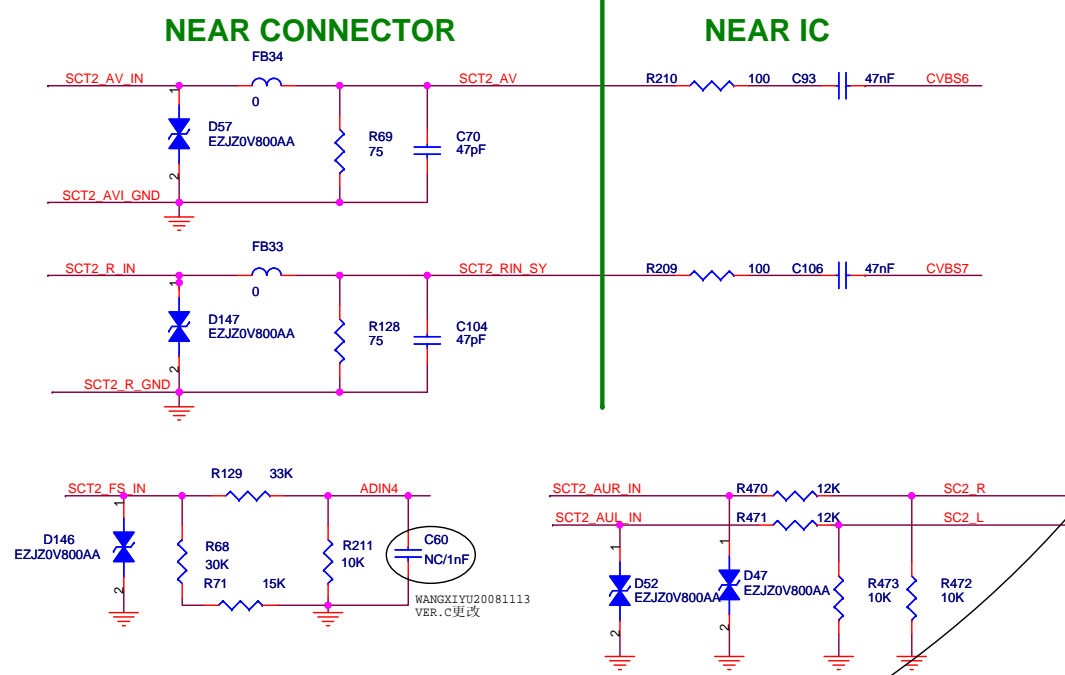 NEAR CONNECTOR
NEAR IC
FB34
SCT2_AV_IN
SCT2_AV
R210
100
C93
47nF
CVBS6
0
1
D57
EZJZ0V800AA
R69
75
C70
47pF
2
SCT2_AVI_GND
FB33
SCT2_R_IN
SCT2_RIN_SY
R209
100
C106
47nF
CVBS7
0
1
D147
EZJZ0V800AA
R128
75
C104
47pF
2
SCT2_R_GND
R129
33K
SCT2_FS_IN
ADIN4
1
D146
EZJZ0V800AA
R68
30K
R211
10K
C60
NC/1nF
R71
15K
2
WANGXIYU20081113
VER.C更改
SCT2_AUR_IN
R470
12K
SC2_R
SCT2_AUL_IN
R471
12K
SC2_L
1
1
D52
EZJZ0V800AA
D47
EZJZ0V800AA
R473
10K
R472
10K
2
2